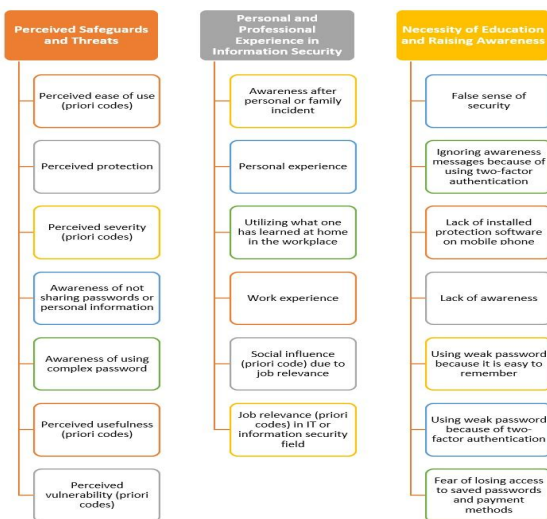 Perceived Safeguards
and Threats
Perceived ease of use
(priori codes)
Perceived protection
Perceived severity
(priori codes)
Awareness of not
sharing passwords or
personal information
Awareness of using
complex password
Perceived usefulness
(priori codes)
Perceived
vulnerability (priori
codes)
Personal and
Professional
Experience in
Information Security
Awareness after
personal or family
incident
Personal experience
Utilizing what one
has learned at home
in the workplace
Work experience
Social influence
(priori code) due to
job relevance
Job relevance (priori
codes) in IT or
information security
field
Necessity of Education
and Raising Awareness
False sense of
security
Ignoring awareness
messages because of
using two-factor
authentication
Lack of installed
protection software
on mobile phone
Lack of awareness
Using weak password
because it is easy to
remember
Using weak password
because of two-
factor authentication
Fear of losing access
to saved passwords
and payment
methods